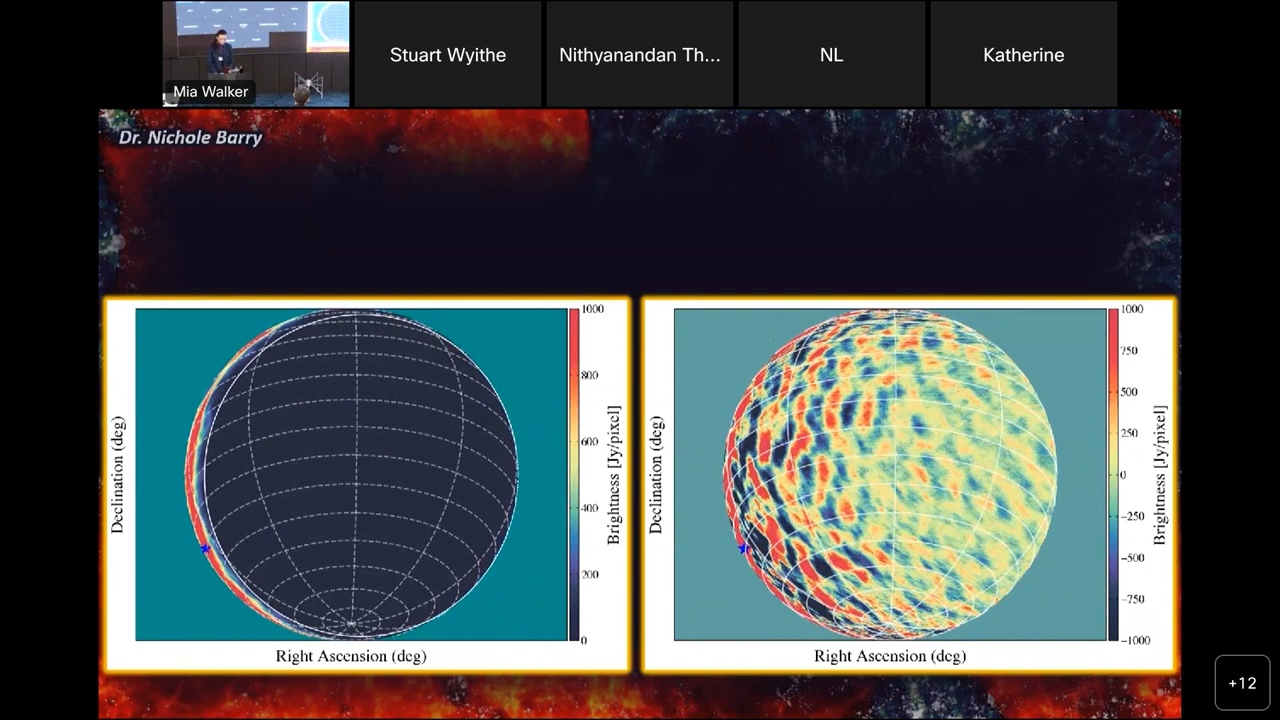 Mia Walker
Stuart Wyithe
Nithyanandan Th...
NL
Katherine
Dr. Nichole Barry
Declination (deg)
Right Ascension (deg)
1000
800
600
400
200
0
Brightness [Jy/pixel]
Declination (deg)
Right Ascension (deg)
1000
750
500
250
0
−250
−500
−750
−1000
Brightness [Jy/pixel]
+12